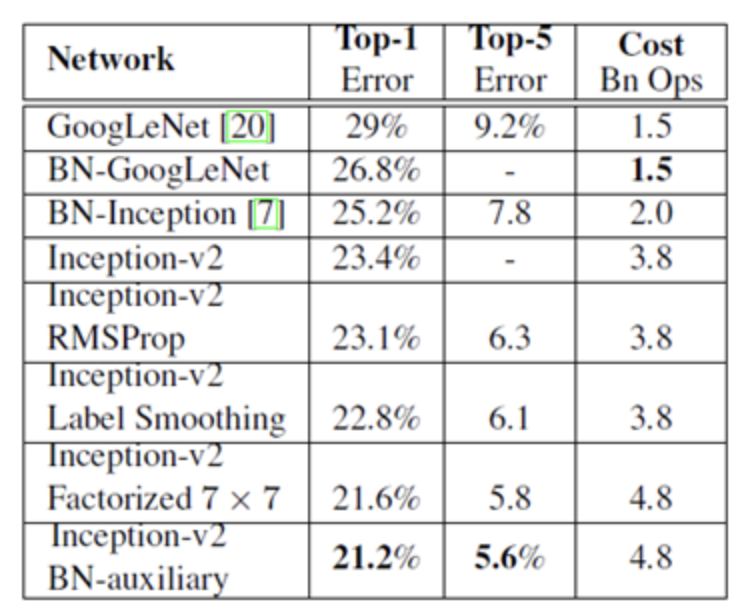 Network Top-1 Error Top-5 Error Cost Bn Ops
GoogLeNet [20] 29% 9.2% 1.5
BN-GoogLeNet 26.8% - 1.5
BN-Inception [7] 25.2% 7.8 2.0
Inception-v2 23.4% - 3.8
Inception-v2
RMSProp 23.1% 6.3 3.8
Inception-v2
Label Smoothing 22.8% 6.1 3.8
Inception-v2
Factorized 7 × 7 21.6% 5.8 4.8
Inception-v2
BN-auxiliary 21.2% 5.6% 4.8